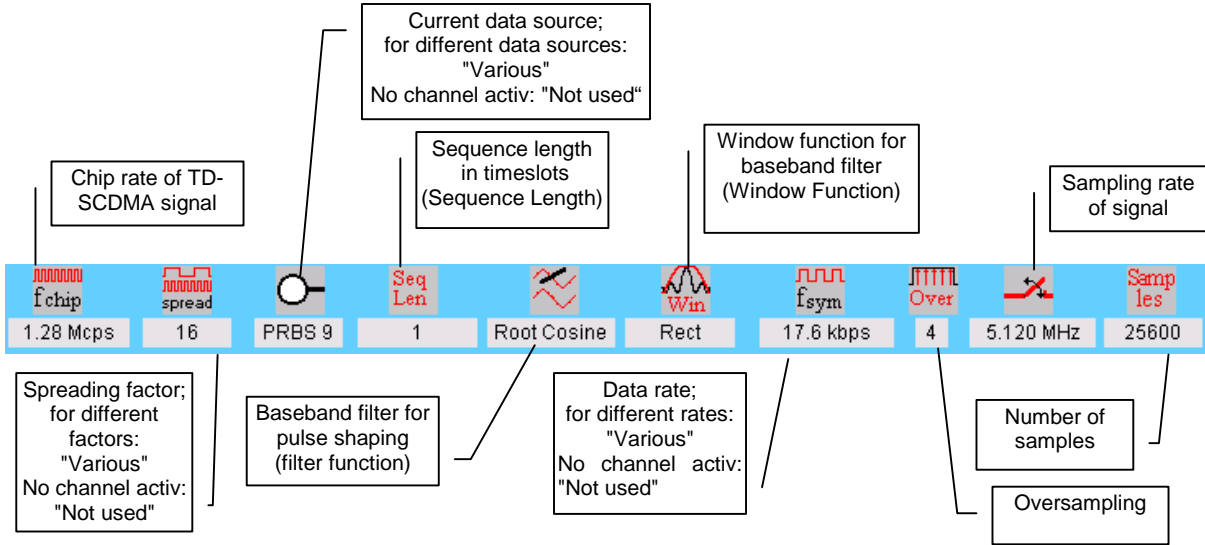 Current data source;
for different data sources:
"Various"
No channel activ: "Not used“
Chip rate of TD-
SCDMA signal
Sequence length
in timeslots
(Sequence Length)
Window function for
baseband filter
(Window Function)
Sampling rate
of signal
fchip
spread
Seq
Len
Win
fsym
Over
Samp
les
1.28 Mcps
16
PRBS 9
1
Root Cosine
Rect
17.6 kbps
4
5.120 MHz
25600
Spreading factor;
for different
factors:
"Various"
No channel activ:
"Not used"
Baseband filter for
pulse shaping
(filter function)
Data rate;
for different rates:
"Various"
No channel activ:
"Not used"
Number of
samples
Oversampling